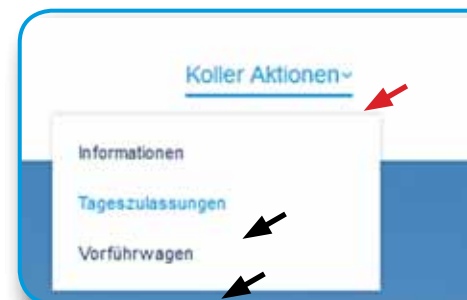 Koller Aktionen
Informationen
Tageszulassungen
Vorführwagen